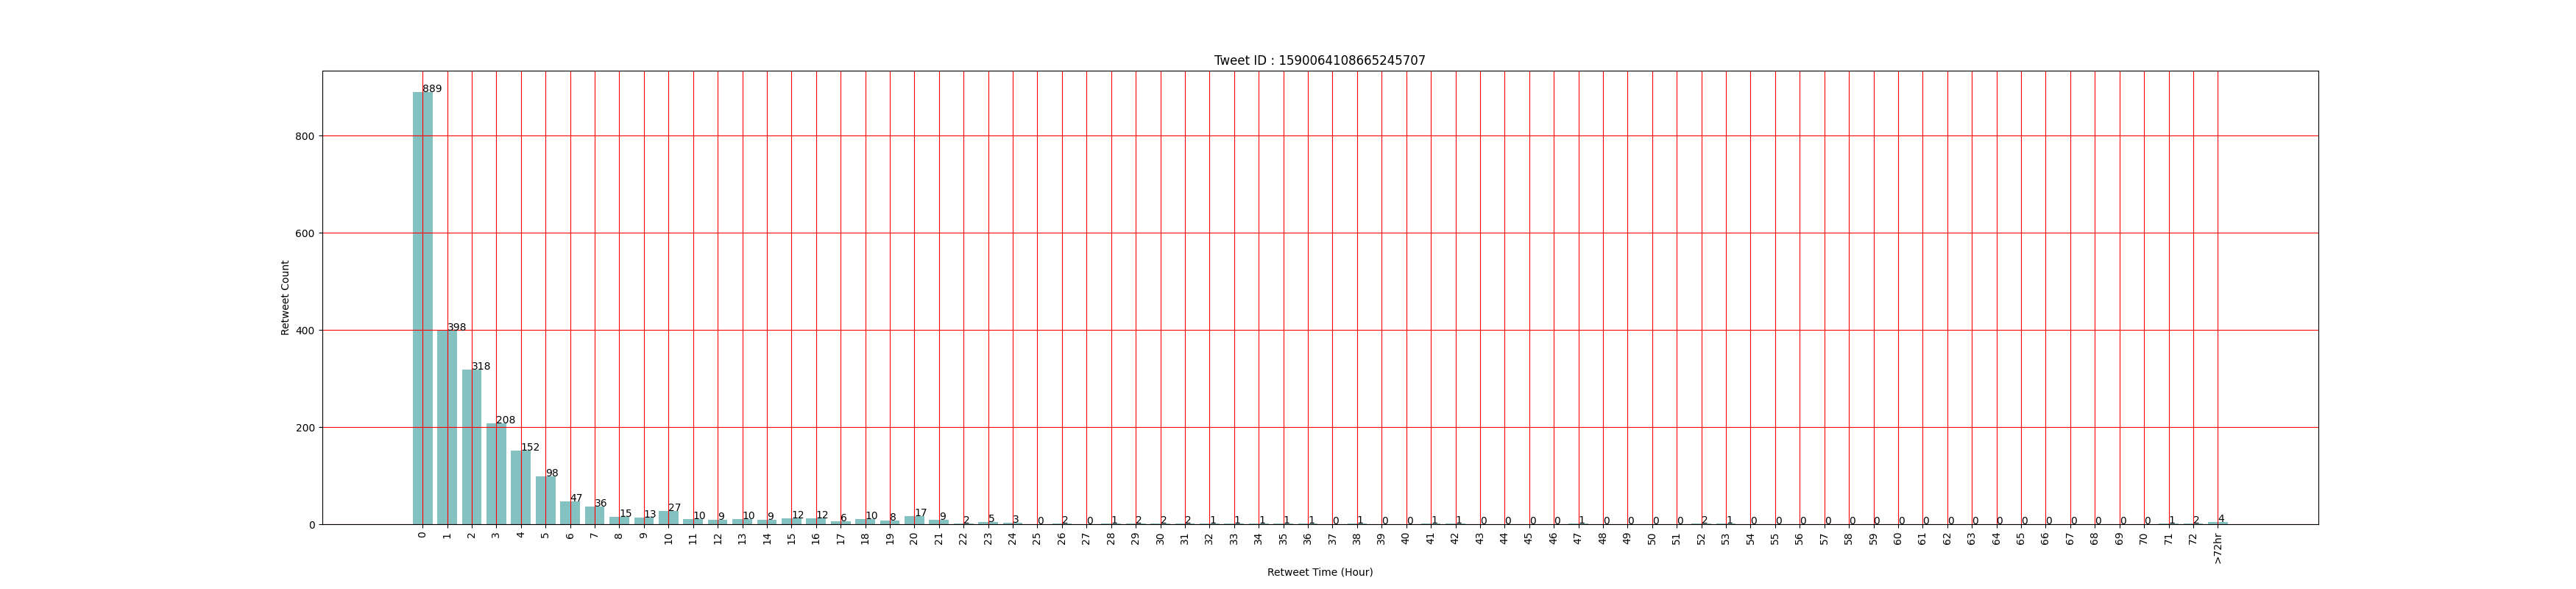 Tweet ID : 1590064108665245707
Retweet Count
800
600
400
200
0
889 398 318 208 152 98 47 36 15 13 27 10 9 10 9 12 12 6 10 8 17 9 2 5 3 0 2 0 1 2 2 2 1 1 1 1 1 0 1 0 0 1 1 0 0 0 0 1 0 0 0 0 2 1 0 0 0 0 0 0 0 0 0 0 0 0 0 0 0 0 0 1 2 4
0 1 2 3 4 5 6 7 8 9 10 11 12 13 14 15 16 17 18 19 20 21 22 23 24 25 26 27 28 29 30 31 32 33 34 35 36 37 38 39 40 41 42 43 44 45 46 47 48 49 50 51 52 53 54 55 56 57 58 59 60 61 62 63 64 65 66 67 68 69 70 71 72 >72hr
Retweet Time (Hour)